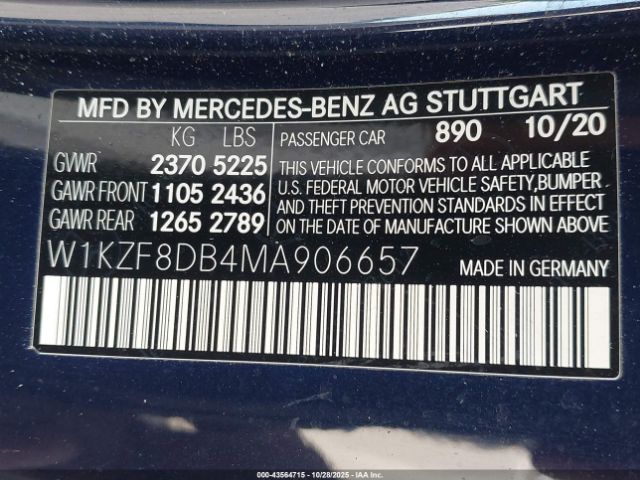 MFD BY MERCEDES-BENZ AG STUTTGART
KG LBS
GVWR 2370 5225
GAWR FRONT 1105 2436
GAWR REAR 1265 2789
PASSENGER CAR 890 10/20
THIS VEHICLE CONFORMS TO ALL APPLICABLE
U.S. FEDERAL MOTOR VEHICLE SAFETY, BUMPER
AND THEFT PREVENTION STANDARDS IN EFFECT
ON THE DATE OF MANUFACTURE SHOWN ABOVE
W1KZF8DB4MA906657 MADE IN GERMANY
000-43564715 | 10/28/2025 | IAAI.COM